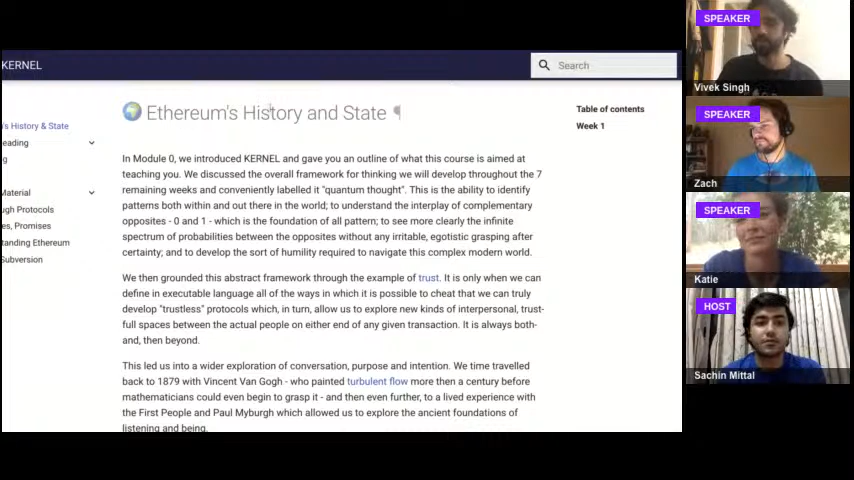 KERNEL
Search
SPEAKER
Vivek Singh
SPEAKER
Zach
SPEAKER
Katie
HOST
Sachin Mittal
's History & State
eading
g
Material
ugh Protocols
es, Promises
tanding Ethereum
Subversion
Ethereum's History and State ¶
In Module 0, we introduced KERNEL and gave you an outline of what this course is aimed at
teaching you. We discussed the overall framework for thinking we will develop throughout the 7
remaining weeks and conveniently labelled it "quantum thought". This is the ability to identify
patterns both within and out there in the world; to understand the interplay of complementary
opposites - 0 and 1 - which is the foundation of all pattern; to see more clearly the infinite
spectrum of probabilities between the opposites without any irritable, egotistic grasping after
certainty; and to develop the sort of humility required to navigate this complex modern world.
We then grounded this abstract framework through the example of trust. It is only when we can
define in executable language all of the ways in which it is possible to cheat that we can truly
develop "trustless" protocols which, in turn, allow us to explore new kinds of interpersonal, trust-
full spaces between the actual people on either end of any given transaction. It is always both-
and, then beyond.
This led us into a wider exploration of conversation, purpose and intention. We time travelled
back to 1879 with Vincent Van Gogh - who painted turbulent flow more then a century before
mathematicians could even begin to grasp it - and then even further, to a lived experience with
the First People and Paul Myburgh which allowed us to explore the ancient foundations of
listening and being.
Table of contents
Week 1